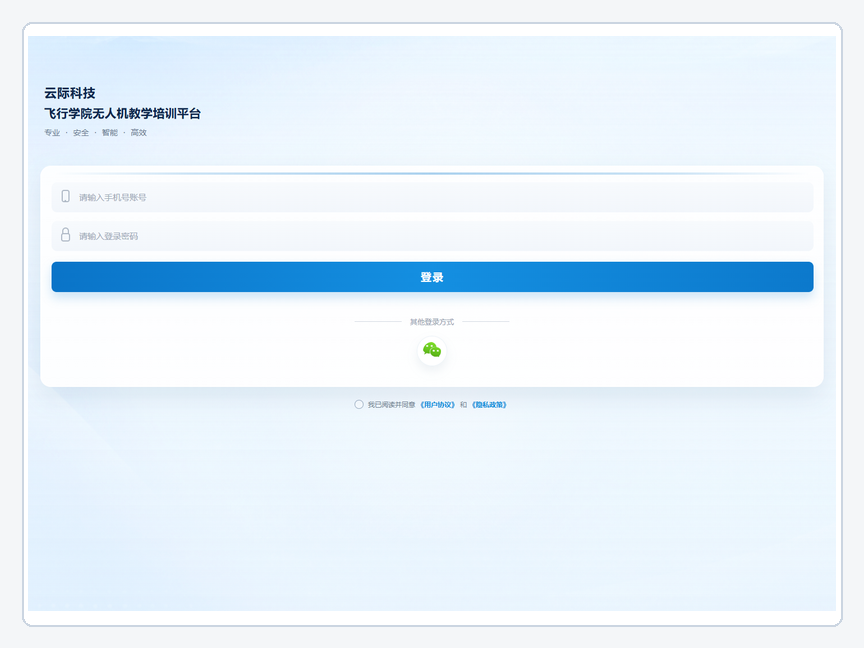 云际科技
飞行学院无人机教学培训平台
专业 · 安全 · 智能 · 高效
请输入手机号账号
请输入登录密码
登录
其他登录方式
我已阅读并同意 《用户协议》 和 《隐私政策》